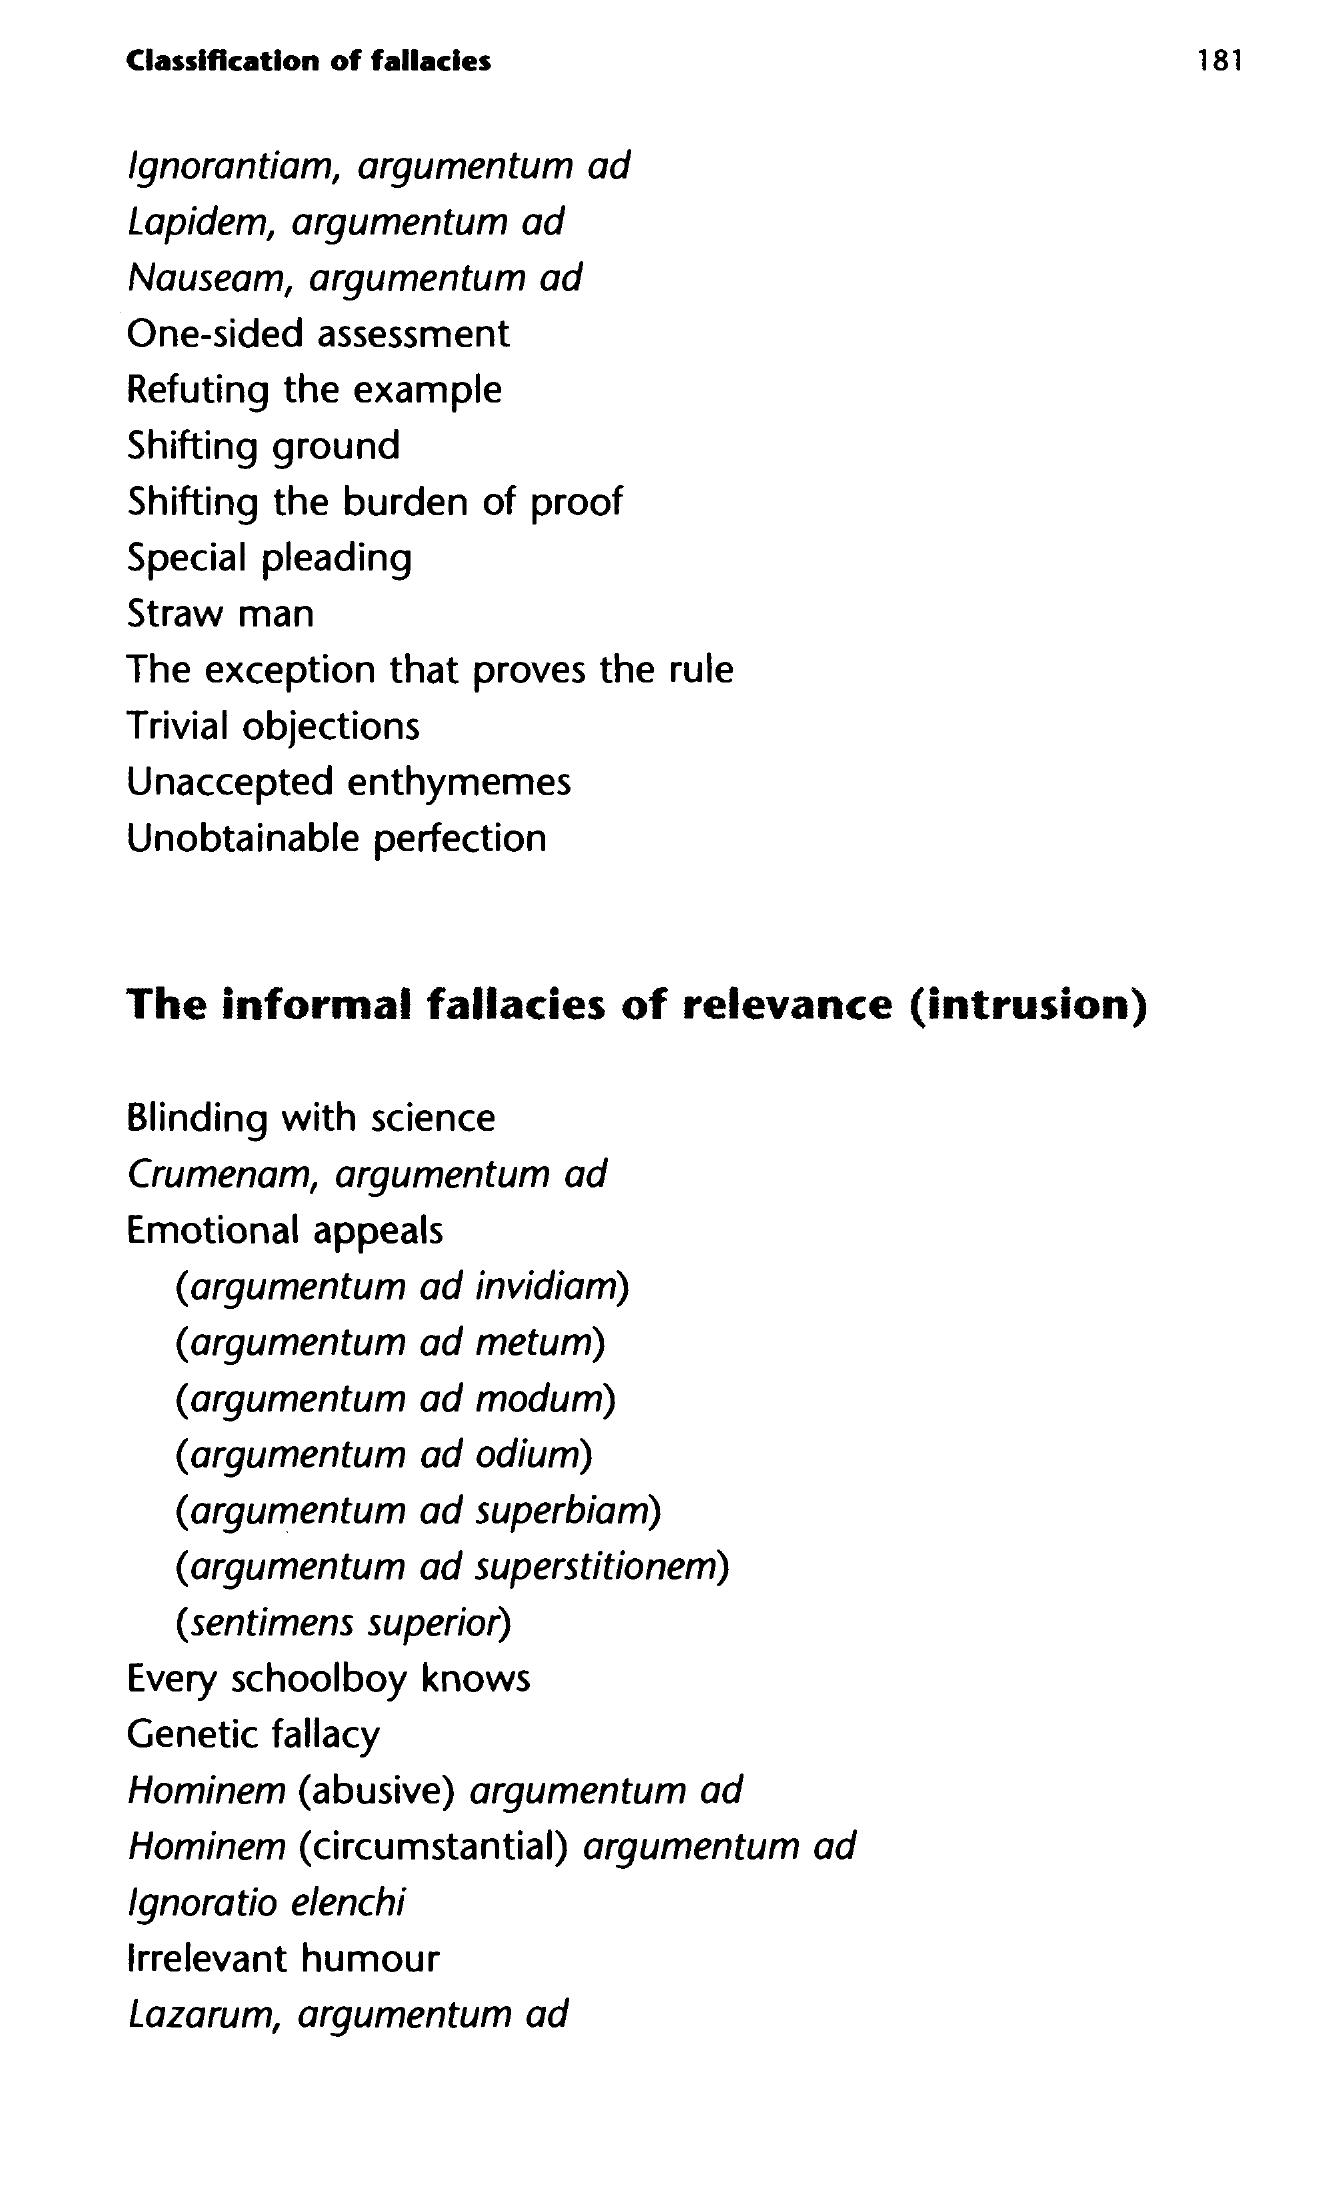 Classification of fallacies 181
Ignorantiam, argumentum ad
Lapidem, argumentum ad
Nauseam, argumentum ad
One-sided assessment
Refuting the example
Shifting ground
Shifting the burden of proof
Special pleading
Straw man
The exception that proves the rule
Trivial objections
Unaccepted enthymemes
Unobtainable perfection
The informal fallacies of relevance (intrusion)
Blinding with science
Crumenam, argumentum ad
Emotional appeals
(argumentum ad invidiam)
(argumentum ad metum)
(argumentum ad modum)
(argumentum ad odium)
(argumentum ad superbiam)
(argumentum ad superstitionem)
(sentimens superior)
Every schoolboy knows
Genetic fallacy
Hominem (abusive) argumentum ad
Hominem (circumstantial) argumentum ad
Ignoratio elenchi
Irrelevant humour
Lazarum, argumentum ad